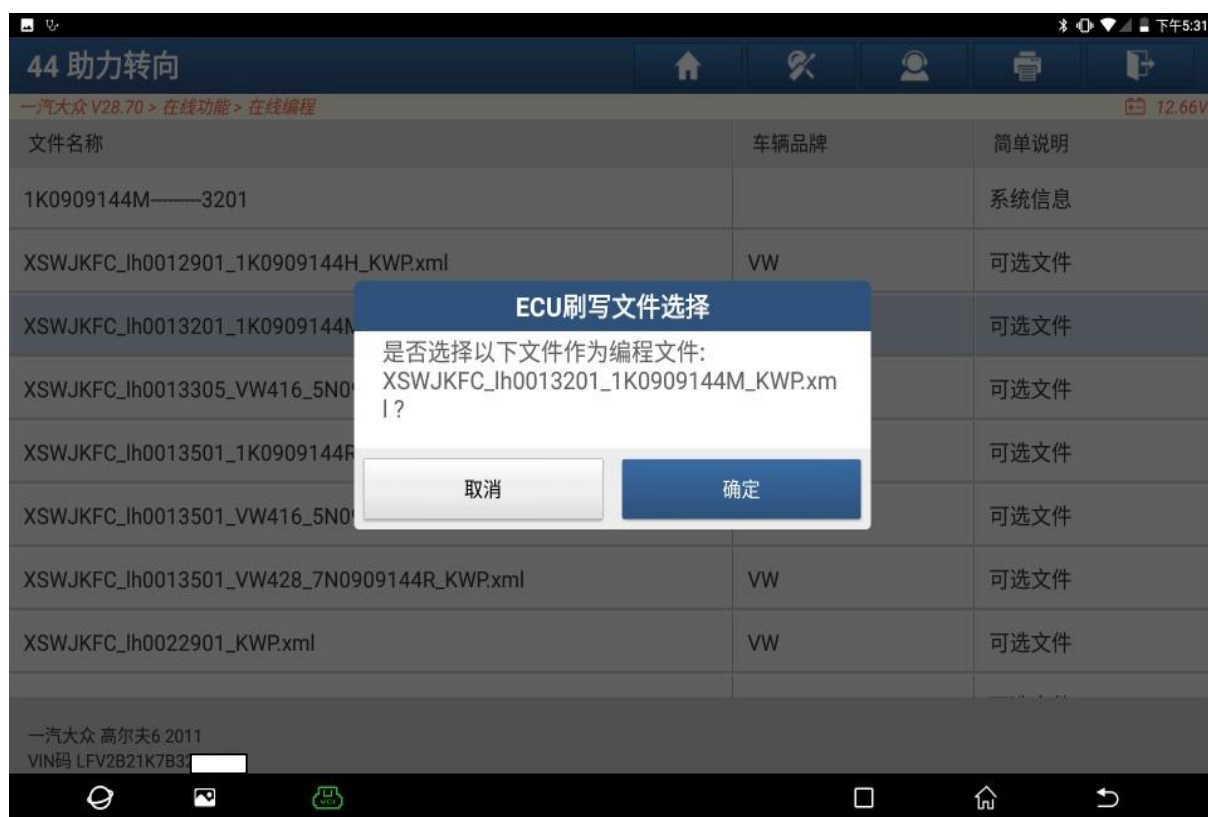 下午5:31
44 助力转向
一汽大众 V28.70 > 在线功能 > 在线编程
12.66V
文件名称 车辆品牌 简单说明
1K0909144M--------3201 系统信息
XSWJKFC_lh0012901_1K0909144H_KWP.xml VW 可选文件
XSWJKFC_lh0013201_1K0909144M 可选文件
XSWJKFC_lh0013305_VW416_5N0 可选文件
XSWJKFC_lh0013501_1K0909144R 可选文件
XSWJKFC_lh0013501_VW416_5N0 可选文件
XSWJKFC_lh0013501_VW428_7N0909144R_KWP.xml VW 可选文件
XSWJKFC_lh0022901_KWP.xml VW 可选文件
ECU刷写文件选择
是否选择以下文件作为编程文件:
XSWJKFC_lh0013201_1K0909144M_KWP.xm
l ?
取消 确定
一汽大众 高尔夫6 2011
VIN码 LFV2B21K7B32
VCI